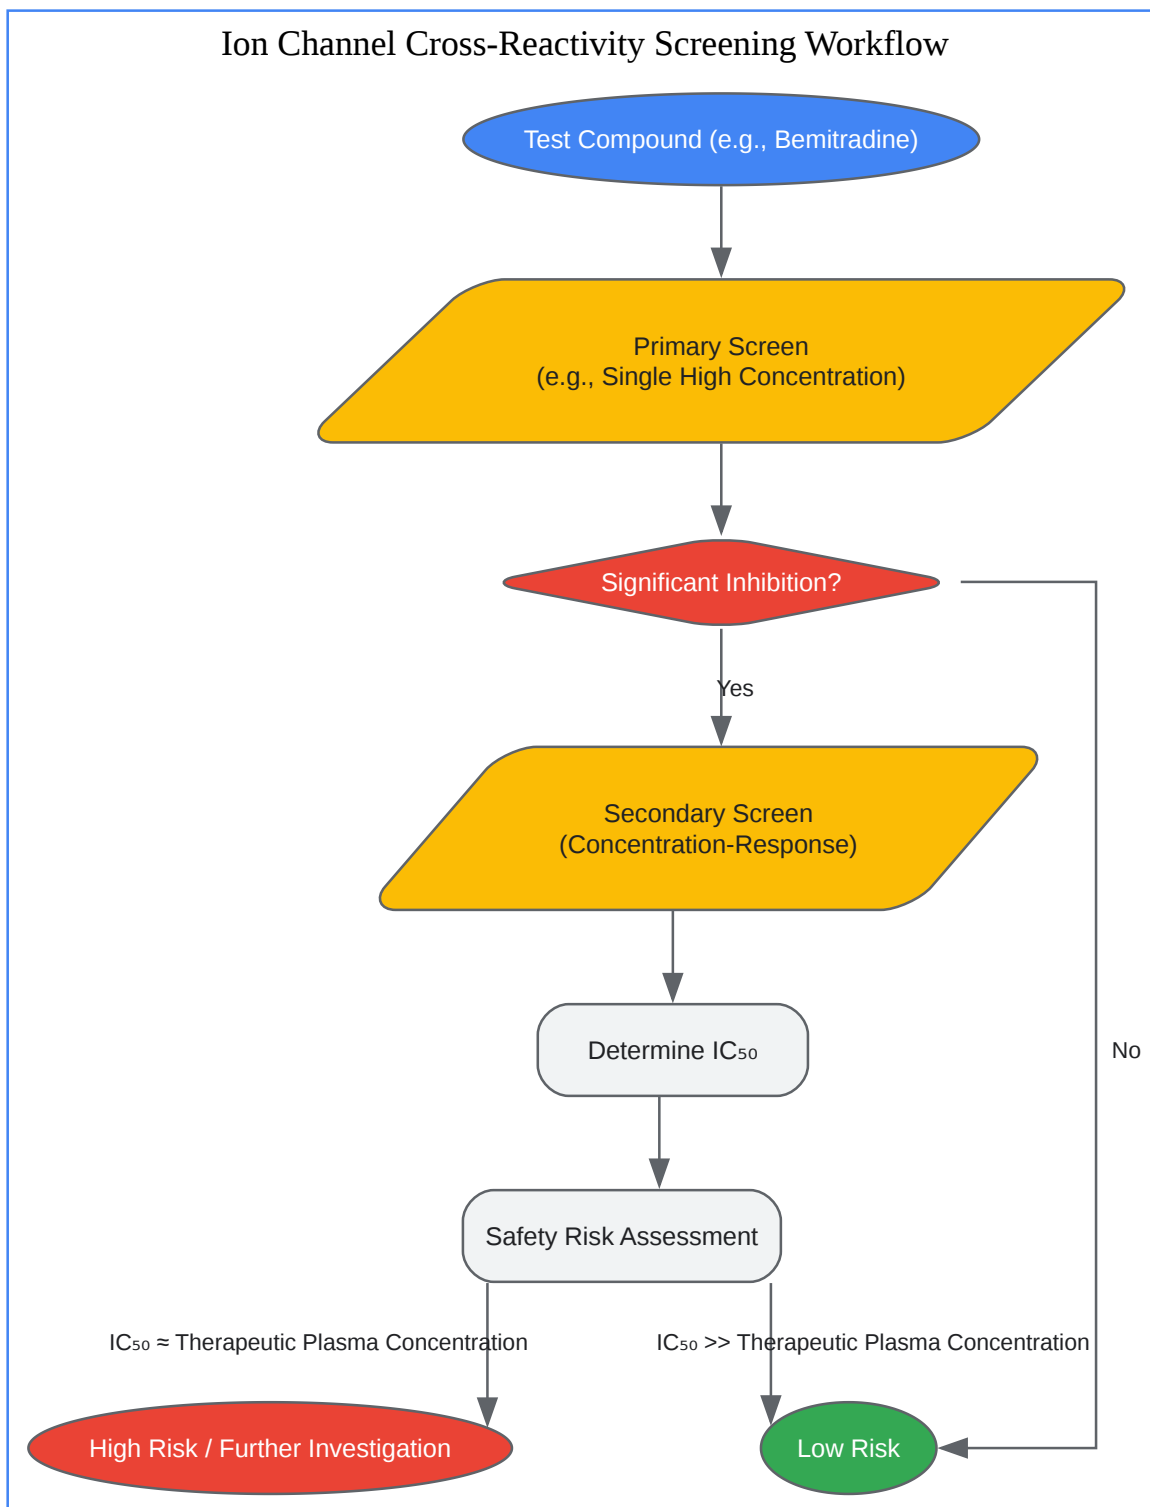 Ion Channel Cross-Reactivity Screening Workflow
Test Compound (e.g., Bemitradine)
Primary Screen
(e.g., Single High Concentration)
Significant Inhibition?
Yes
Secondary Screen
(Concentration-Response)
Determine IC₅₀
No
Safety Risk Assessment
IC₅₀ ≈ Therapeutic Plasma Concentration
IC₅₀ >> Therapeutic Plasma Concentration
High Risk / Further Investigation
Low Risk